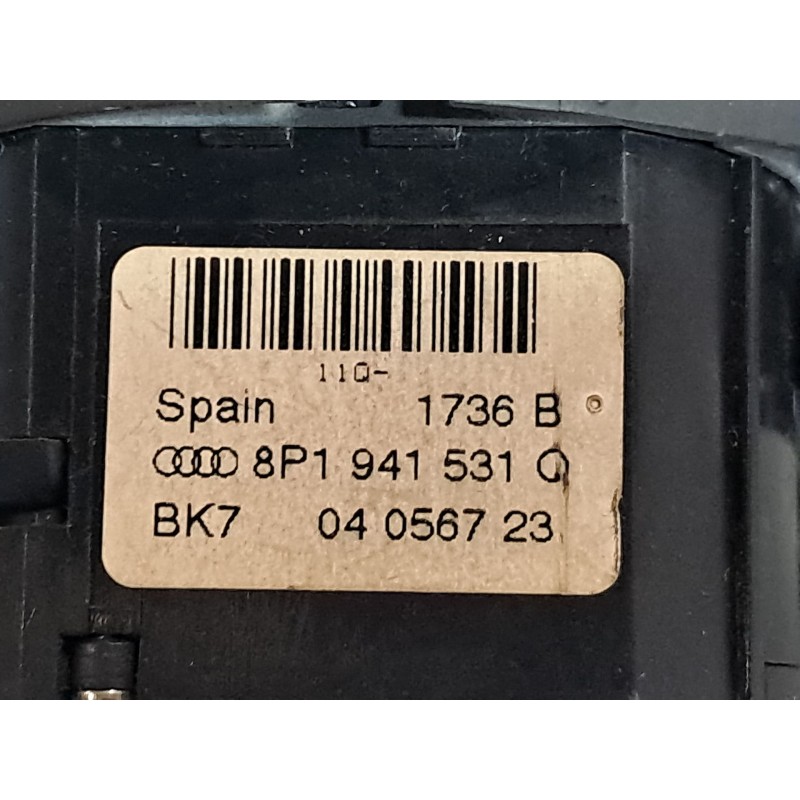 11Q-
Spain 1736 B
8P1 941 531 Q
BK7 04 0567 23